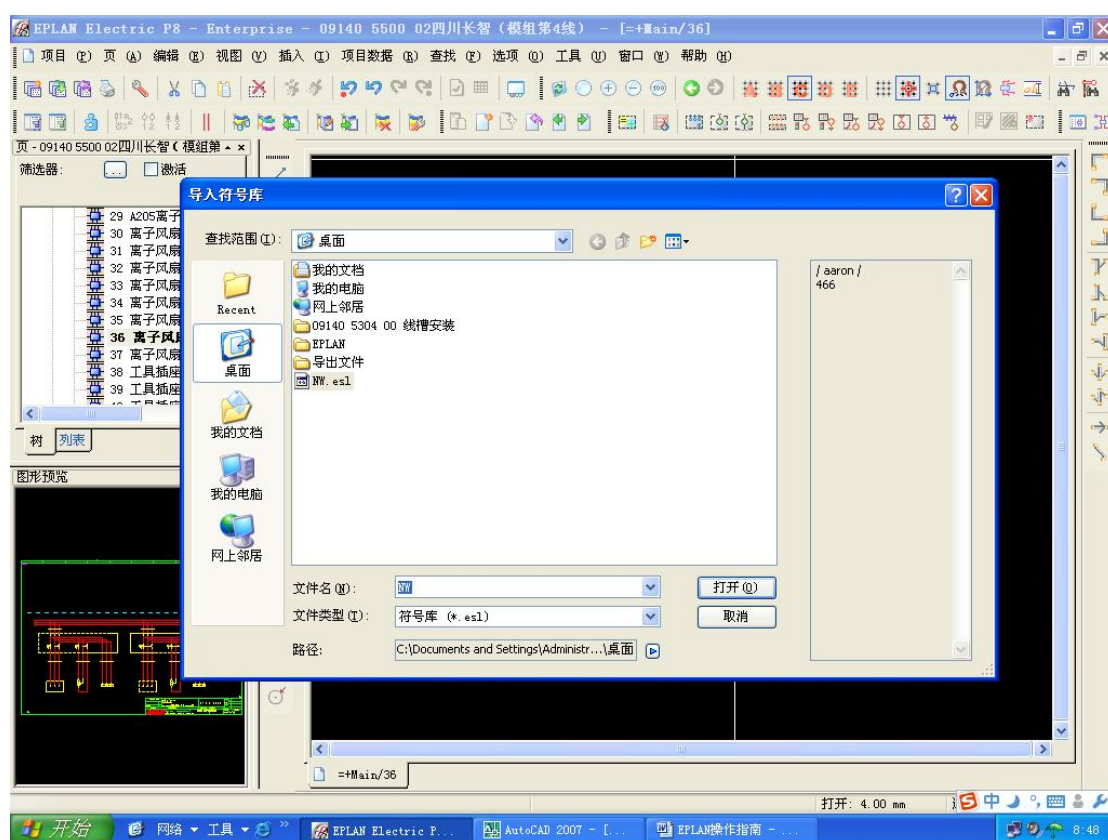 EPLAN Electric P8 - Enterprise - 09140 5500 02四川长智（模组第4线） - [=+Main/36]
项目(P) 页(A) 编辑(E) 视图(V) 插入(I) 项目数据(R) 查找(F) 选项(O) 工具(U) 窗口(W) 帮助(H)
页 - 09140 5500 02四川长智（模组第
筛选器: ... 激活
29 A205离子
30 离子风扇
31 离子风扇
32 离子风扇
33 离子风扇
34 离子风扇
35 离子风扇
36 离子风
37 离子风扇
38 工具插座
39 工具插座
树 列表
图形预览
导入符号库
查找范围(I): 桌面
Recent
桌面
我的文档
我的电脑
网上邻居
我的文档
我的电脑
网上邻居
09140 5304 00 线槽安装
EPLAN
导出文件
NW.esl
/ aaron /
466
文件名(N): NW 打开(O)
文件类型(T): 符号库 (*.esl) 取消
路径: C:\Documents and Settings\Administr...\桌面
=+Main/36
打开: 4.00 mm
中
开始 网络 工具 » EPLAN Electric P... AutoCAD 2007 - [... EPLAN操作指南 - ... 8:48